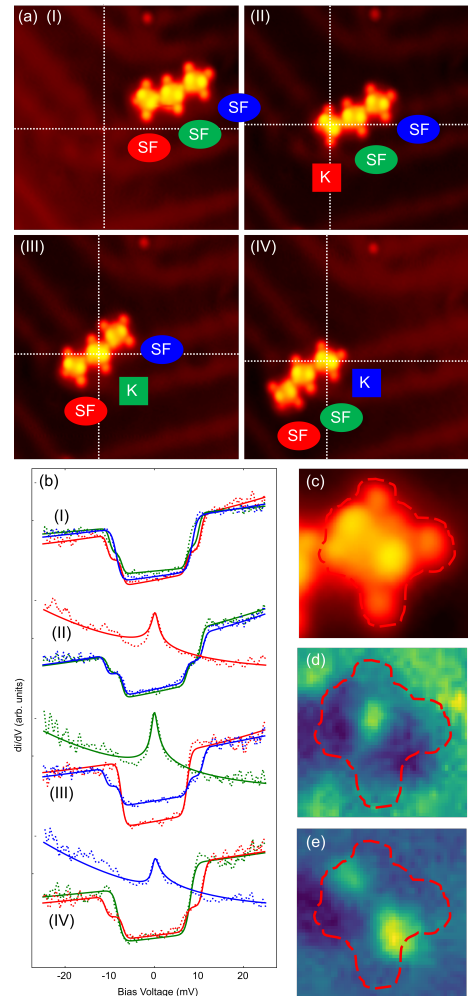 (a) (I)
(II)
SF
SF
SF
SF
SF
K
(III)
(IV)
SF
K
SF
K
SF
SF
(b)
(I)
(II)
(III)
(IV)
di/dV (arb. units)
-20
-10
0
10
20
Bias Voltage (mV)
(c)
(d)
(e)